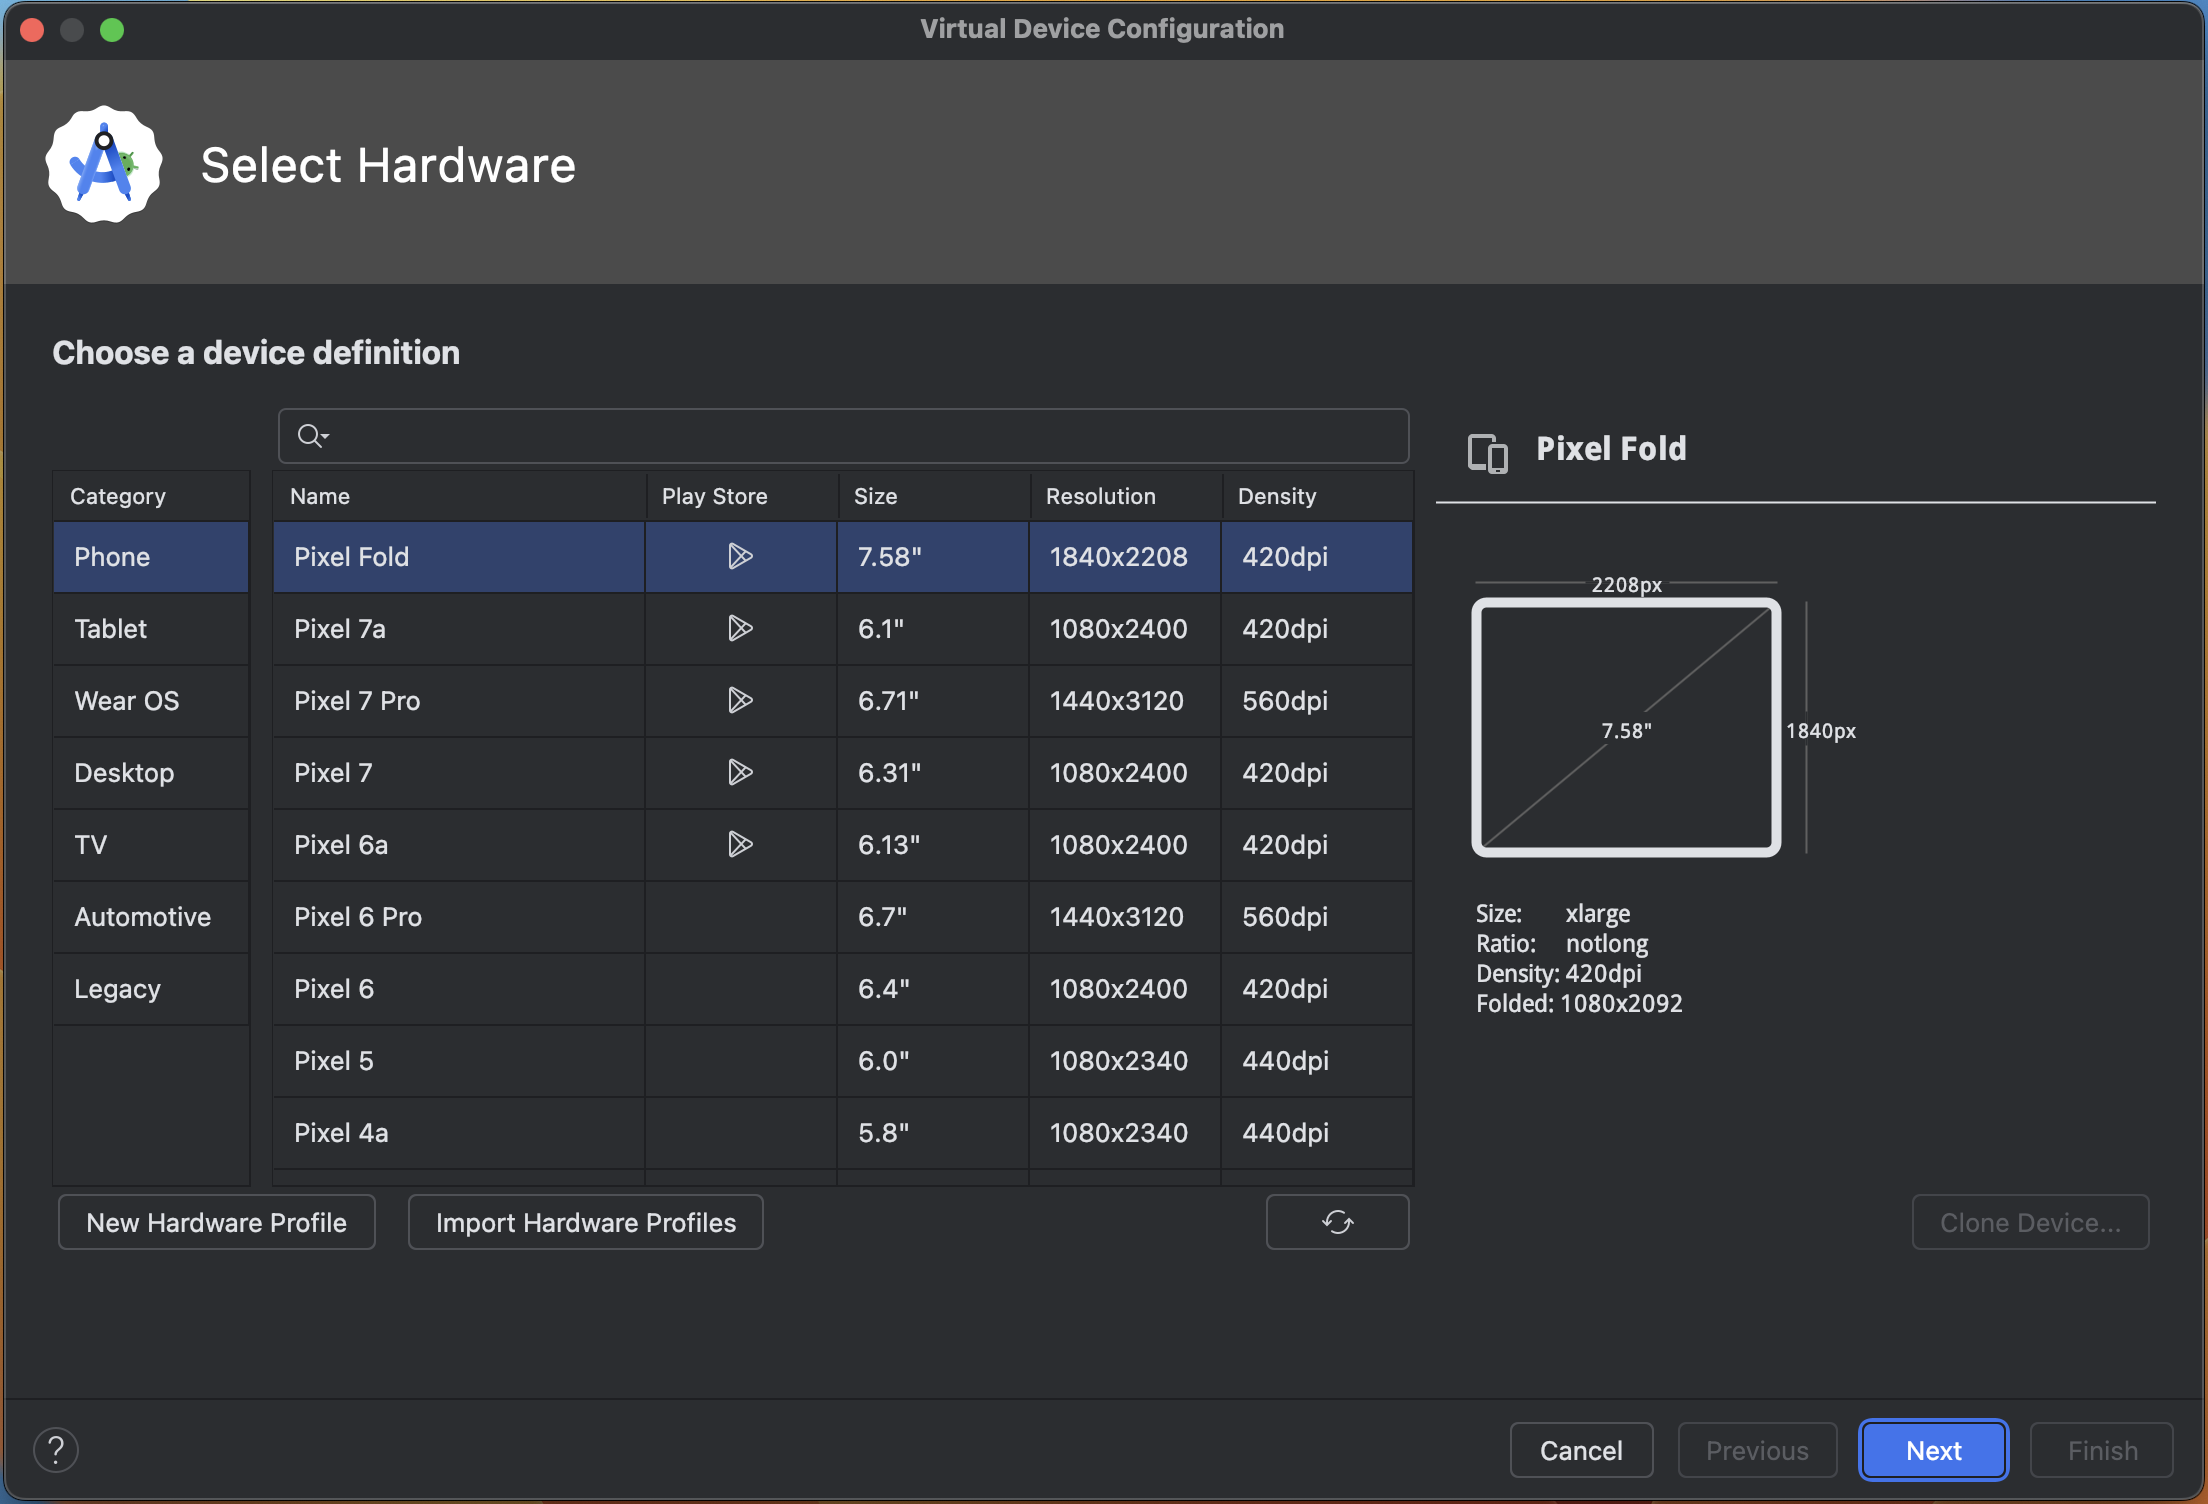 Virtual Device Configuration
Select Hardware
Choose a device definition
Category
Phone
Tablet
Wear OS
Desktop
TV
Automotive
Legacy
Name Play Store Size Resolution Density
Pixel Fold 7.58" 1840x2208 420dpi
Pixel 7a 6.1" 1080x2400 420dpi
Pixel 7 Pro 6.71" 1440x3120 560dpi
Pixel 7 6.31" 1080x2400 420dpi
Pixel 6a 6.13" 1080x2400 420dpi
Pixel 6 Pro 6.7" 1440x3120 560dpi
Pixel 6 6.4" 1080x2400 420dpi
Pixel 5 6.0" 1080x2340 440dpi
Pixel 4a 5.8" 1080x2340 440dpi
Pixel Fold
2208px
7.58"
1840px
Size: xlarge
Ratio: notlong
Density: 420dpi
Folded: 1080x2092
New Hardware Profile
Import Hardware Profiles
Clone Device...
?
Cancel
Previous
Next
Finish